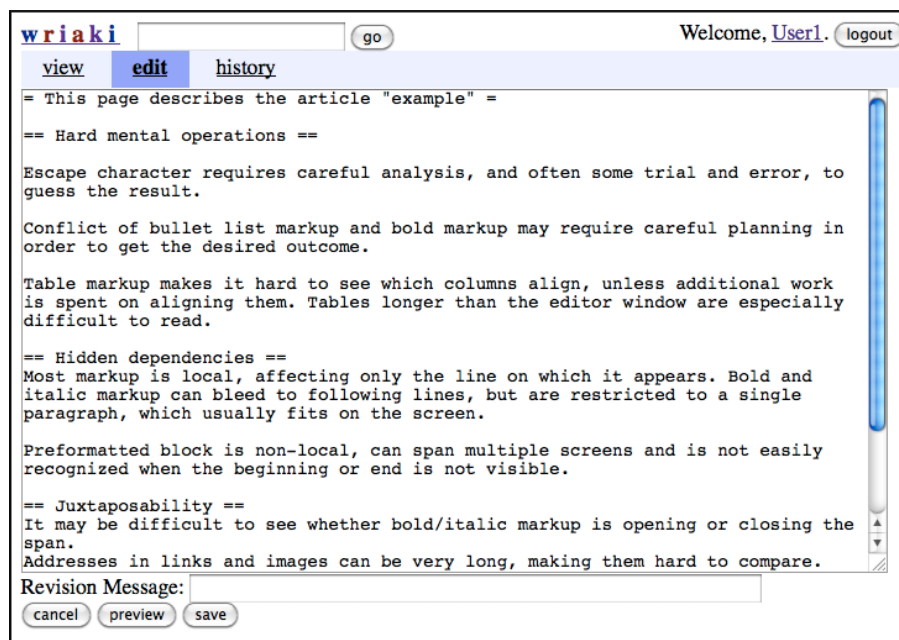 wriaki go Welcome, User1. logout
view edit history
= This page describes the article "example" =
== Hard mental operations ==
Escape character requires careful analysis, and often some trial and error, to
guess the result.
Conflict of bullet list markup and bold markup may require careful planning in
order to get the desired outcome.
Table markup makes it hard to see which columns align, unless additional work
is spent on aligning them. Tables longer than the editor window are especially
difficult to read.
== Hidden dependencies ==
Most markup is local, affecting only the line on which it appears. Bold and
italic markup can bleed to following lines, but are restricted to a single
paragraph, which usually fits on the screen.
Preformatted block is non-local, can span multiple screens and is not easily
recognized when the beginning or end is not visible.
== Juxtaposability ==
It may be difficult to see whether bold/italic markup is opening or closing the
span.
Addresses in links and images can be very long, making them hard to compare.
Revision Message:
cancel preview save